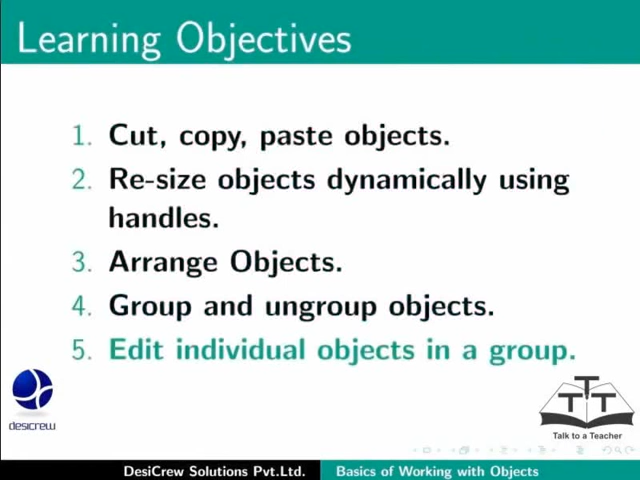 Learning Objectives
1. Cut, copy, paste objects.
2. Re-size objects dynamically using
handles.
3. Arrange Objects.
4. Group and ungroup objects.
5. Edit individual objects in a group.
desicrew
TTT
Talk to a Teacher
DesiCrew Solutions Pvt.Ltd. Basics of Working with Objects